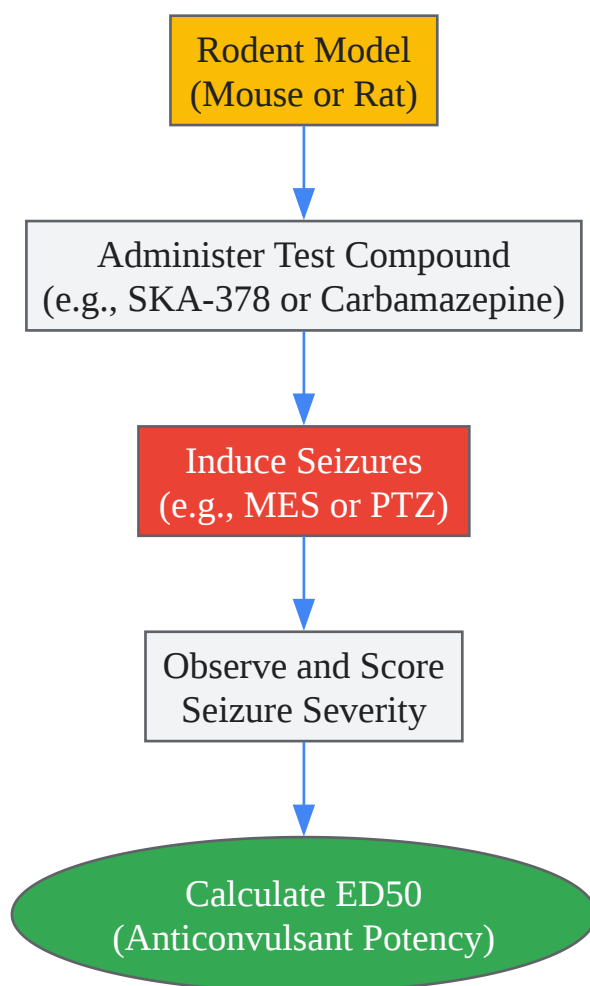 Rodent Model
(Mouse or Rat)
Administer Test Compound
(e.g., SKA-378 or Carbamazepine)
Induce Seizures
(e.g., MES or PTZ)
Observe and Score
Seizure Severity
Calculate ED50
(Anticonvulsant Potency)